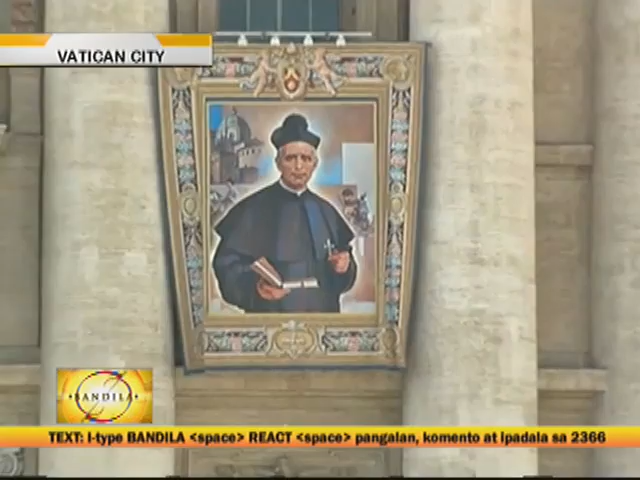 VATICAN CITY
BANDILA
TEXT: I-type BANDILA <space> REACT <space> pangalan, komento at ipadala sa 2366